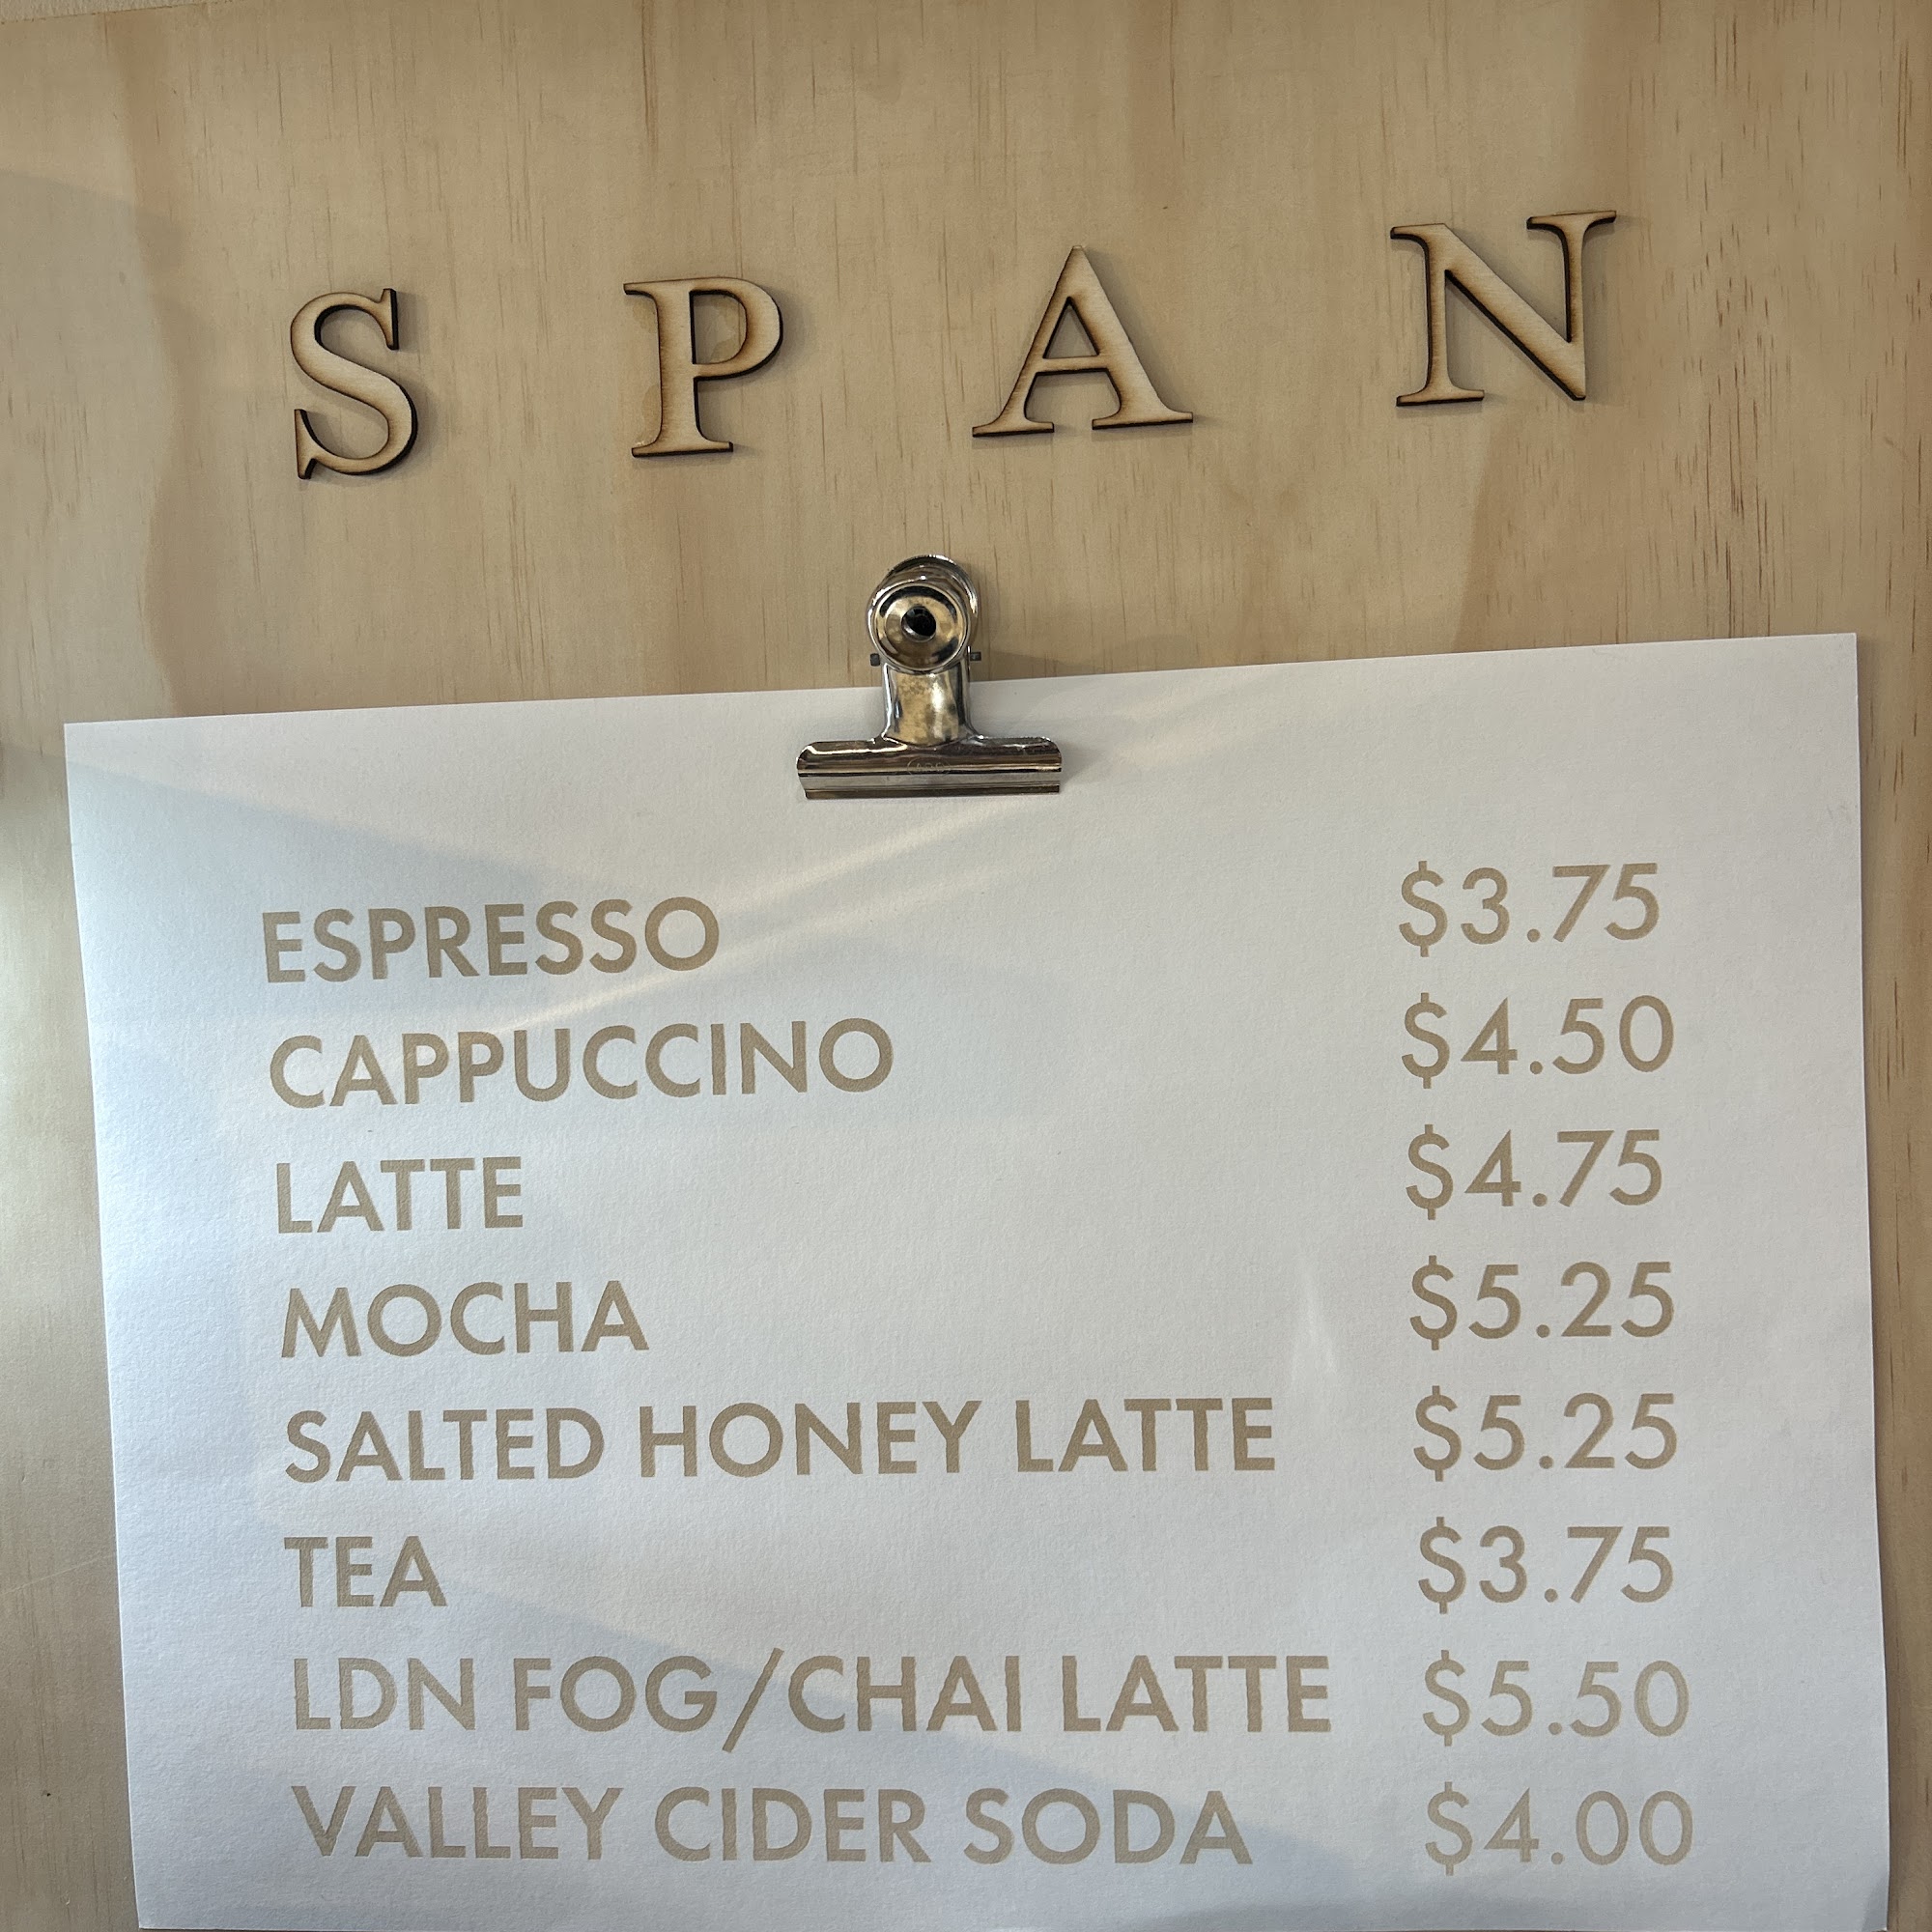 S P A N
ESPRESSO $3.75
CAPPUCCINO $4.50
LATTE $4.75
MOCHA $5.25
SALTED HONEY LATTE $5.25
TEA $3.75
LDN FOG/CHAI LATTE $5.50
VALLEY CIDER SODA $4.00